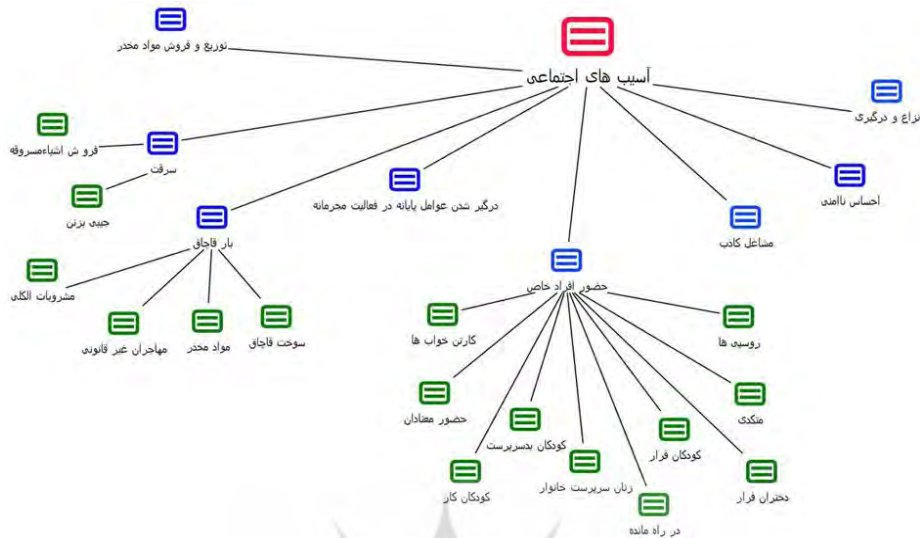 توزیع و فروش مواد مخدر
آسیب های اجتماعی
نزاع و درگیری
فرو ش اشیاءمسروقه
سرقت
احساس ناامنی
جیبی بزنن
درگیر شدن عوامل پایانه در فعالیت مجرمانه
بار قاچاق
مشاغل کاذب
مشروبات الکلی
مهاجران غیر قانونی
مواد مخدر
سوخت قاچاق
حضور افراد خاص
کارتن خواب ها
روسپی ها
حضور معتادان
متکدی
کودکان بدسرپرست
کودکان فرار
کودکان کار
زنان سرپرست خانوار
دختران فرار
در راه مانده